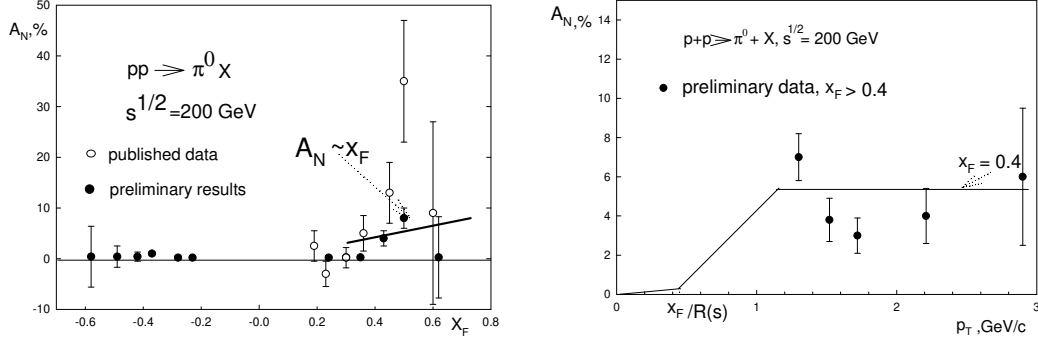 A_N,%
50
40
30
20
10
0
-10
pp ⟶ π⁰ X
s^{1/2} =200 GeV
published data
preliminary results
A_N ~x_F
-0.6
-0.4
-0.2
-0.0
0.2
0.4
0.6
0.8
X_F
A_N,%
14
12
10
8
6
4
2
0
p+p⟶ π⁰+ X, s^{1/2}= 200 GeV
preliminary data, x_F > 0.4
x_F = 0.4
0
1
2
3
x_F /R(s)
p_T ,GeV/c